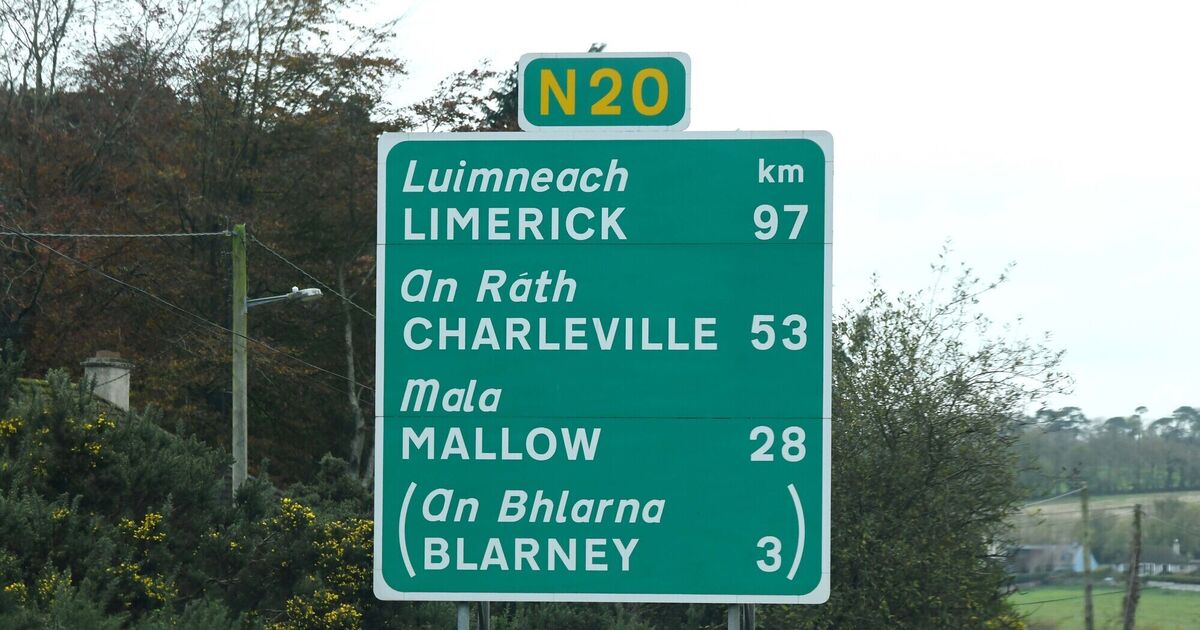 N20
Luimneach km
LIMERICK 97
An Ráth
CHARLEVILLE 53
Mala
MALLOW 28
(An Bhlarna
BLARNEY 3)